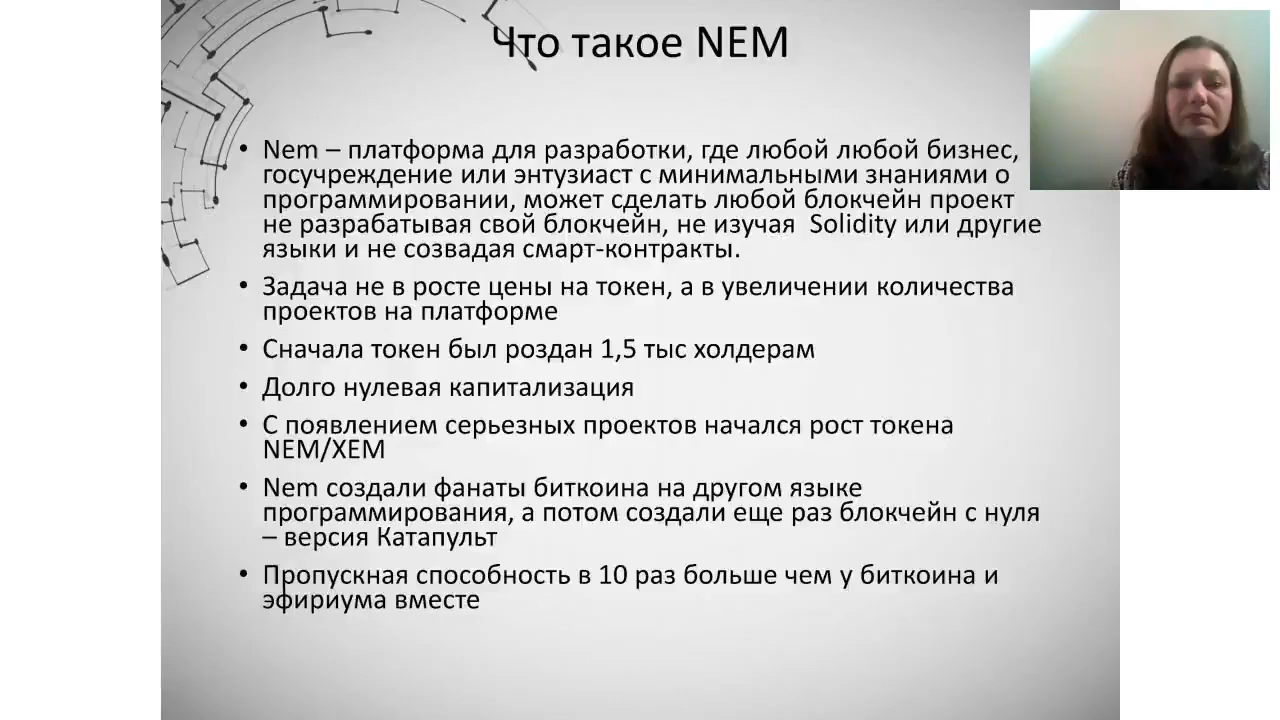 Что такое NEM
• Nem – платформа для разработки, где любой любой бизнес,
госучреждение или энтузиаст с минимальными знаниями о
программировании, может сделать любой блокчейн проект
не разрабатывая свой блокчейн, не изучая Solidity или другие
языки и не созвадая смарт-контракты.
• Задача не в росте цены на токен, а в увеличении количества
проектов на платформе
• Сначала токен был роздан 1,5 тыс холдерам
• Долго нулевая капитализация
• С появлением серьезных проектов начался рост токена
NEM/XEM
• Nem создали фанаты биткоина на другом языке
программирования, а потом создали еще раз блокчейн с нуля
– версия Катапульт
• Пропускная способность в 10 раз больше чем у биткоина и
эфириума вместе